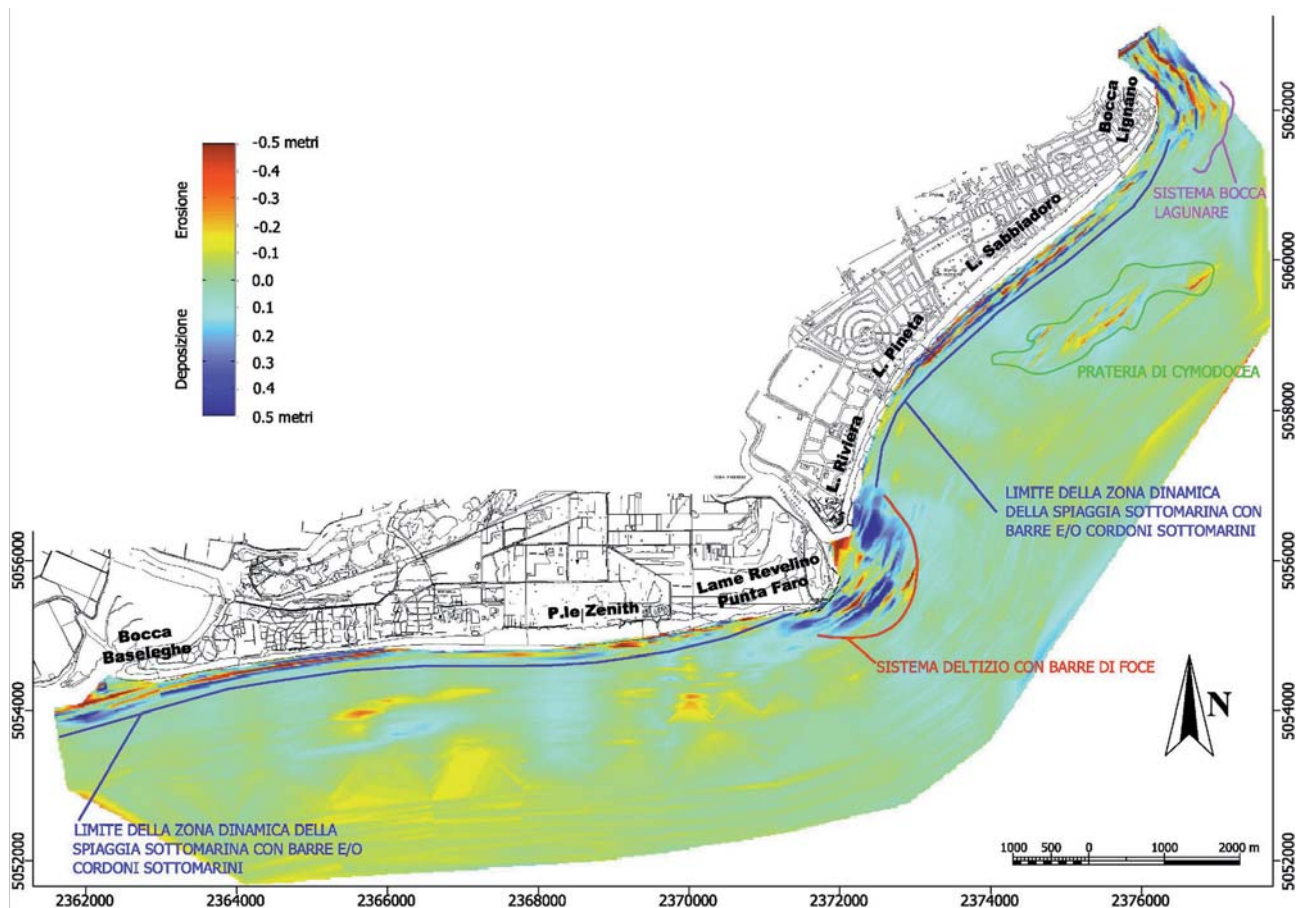 -0.5 metri
-0.4
-0.3
-0.2
-0.1
0.0
0.1
0.2
0.3
0.4
0.5 metri
Erosione
Deposizione
Bocca
Lignano
L. Sabbiadoro
L. Pineta
L. Riviera
SISTEMA BOCCA
LAGUNARE
PRATERIA DI CYMODOCEA
LIMITE DELLA ZONA DINAMICA
DELLA SPIAGGIA SOTTOMARINA CON
BARRE E/O CORDONI SOTTOMARINI
Lame Revelino
Punta Faro
P.le Zenith
Bocca
Baseleghe
SISTEMA DELTIZIO CON BARRE DI FOCE
N
LIMITE DELLA ZONA DINAMICA DELLA
SPIAGGIA SOTTOMARINA CON BARRE E/O
CORDONI SOTTOMARINI
1000 500 0 1000 2000 m
5062000
5060000
5058000
5056000
5054000
5052000
5056000
5054000
5052000
2362000 2364000 2366000 2368000 2370000 2372000 2374000 2376000